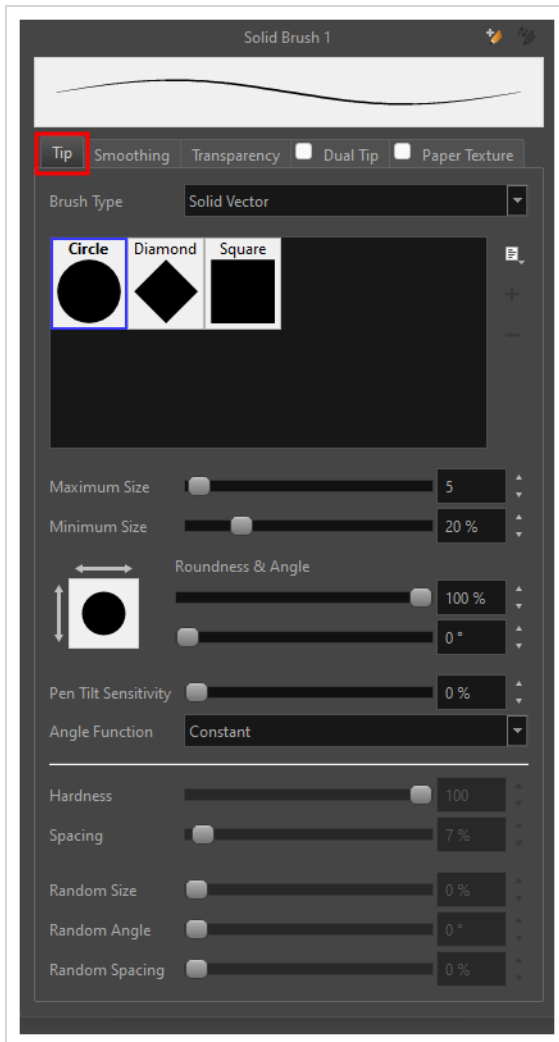 Solid Brush 1
Tip Smoothing Transparency Dual Tip Paper Texture
Brush Type Solid Vector
Circle Diamond Square
Maximum Size 5
Minimum Size 20 %
Roundness & Angle
100 %
0 °
Pen Tilt Sensitivity 0 %
Angle Function Constant
Hardness 100
Spacing 7 %
Random Size 0 %
Random Angle 0 °
Random Spacing 0 %